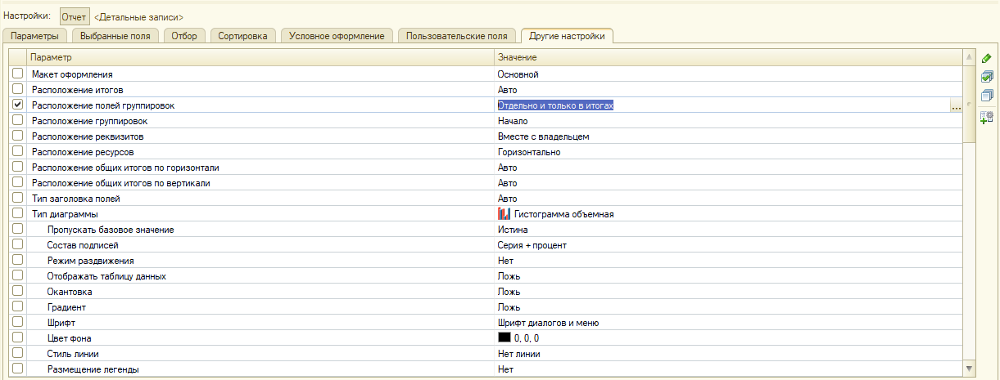 Настройки: Отчет <Детальные записи>
Параметры Выбранные поля Отбор Сортировка Условное оформление Пользовательские поля Другие настройки
Параметр Значение
Макет оформления Основной
Расположение итогов Авто
Расположение полей группировок Отдельно и только в итогах ...
Расположение группировок Начало
Расположение реквизитов Вместе с владельцем
Расположение ресурсов Горизонтально
Расположение общих итогов по горизонтали Авто
Расположение общих итогов по вертикали Авто
Тип заголовка полей Авто
Тип диаграммы Гистограмма объемная
Пропускать базовое значение Истина
Состав подписей Серия + процент
Режим раздвижения Нет
Отображать таблицу данных Ложь
Окантовка Ложь
Градиент Ложь
Шрифт Шрифт диалогов и меню
Цвет фона 0, 0, 0
Стиль линии Нет линии
Размещение легенды Нет